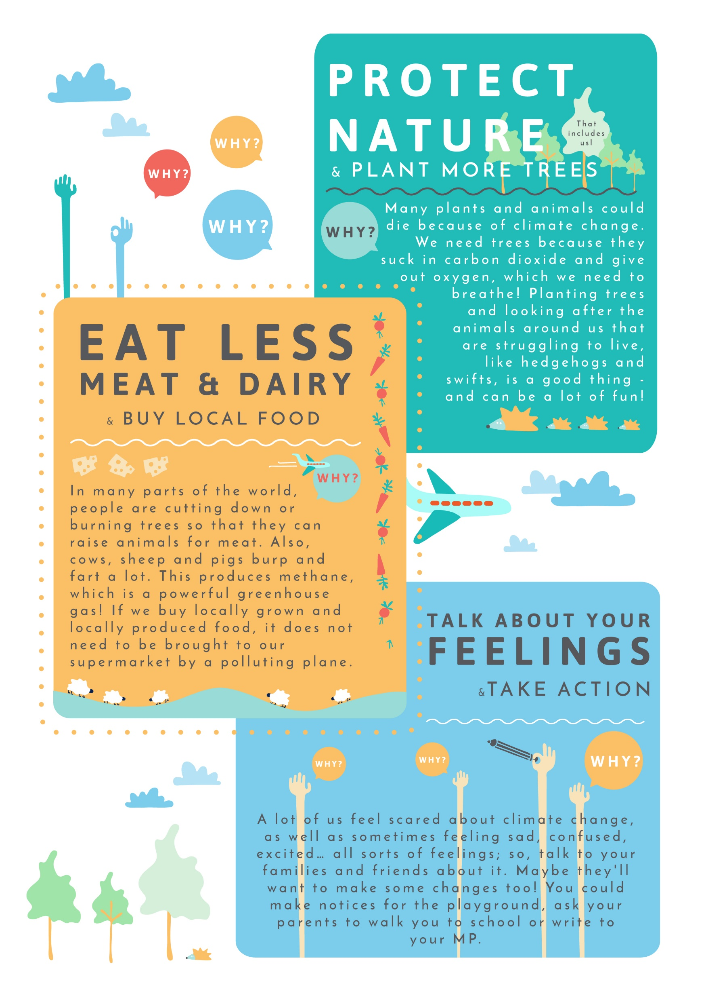 WHY?
WHY?
WHY?
PROTECT
NATURE
That
includes
us!
& PLANT MORE TREES
WHY?
Many plants and animals could
die because of climate change.
We need trees because they
suck in carbon dioxide and give
out oxygen, which we need to
breathe! Planting trees
and looking after the
animals around us that
are struggling to live,
like hedgehogs and
swifts, is a good thing -
and can be a lot of fun!
EAT LESS
MEAT & DAIRY
& BUY LOCAL FOOD
WHY?
In many parts of the world,
people are cutting down or
burning trees so that they can
raise animals for meat. Also,
cows, sheep and pigs burp and
fart a lot. This produces methane,
which is a powerful greenhouse
gas! If we buy locally grown and
locally produced food, it does not
need to be brought to our
supermarket by a polluting plane.
TALK ABOUT YOUR
FEELINGS
&TAKE ACTION
WHY?
WHY?
WHY?
A lot of us feel scared about climate change,
as well as sometimes feeling sad, confused,
excited... all sorts of feelings; so, talk to your
families and friends about it. Maybe they'll
want to make some changes too! You could
make notices for the playground, ask your
parents to walk you to school or write to
your MP.